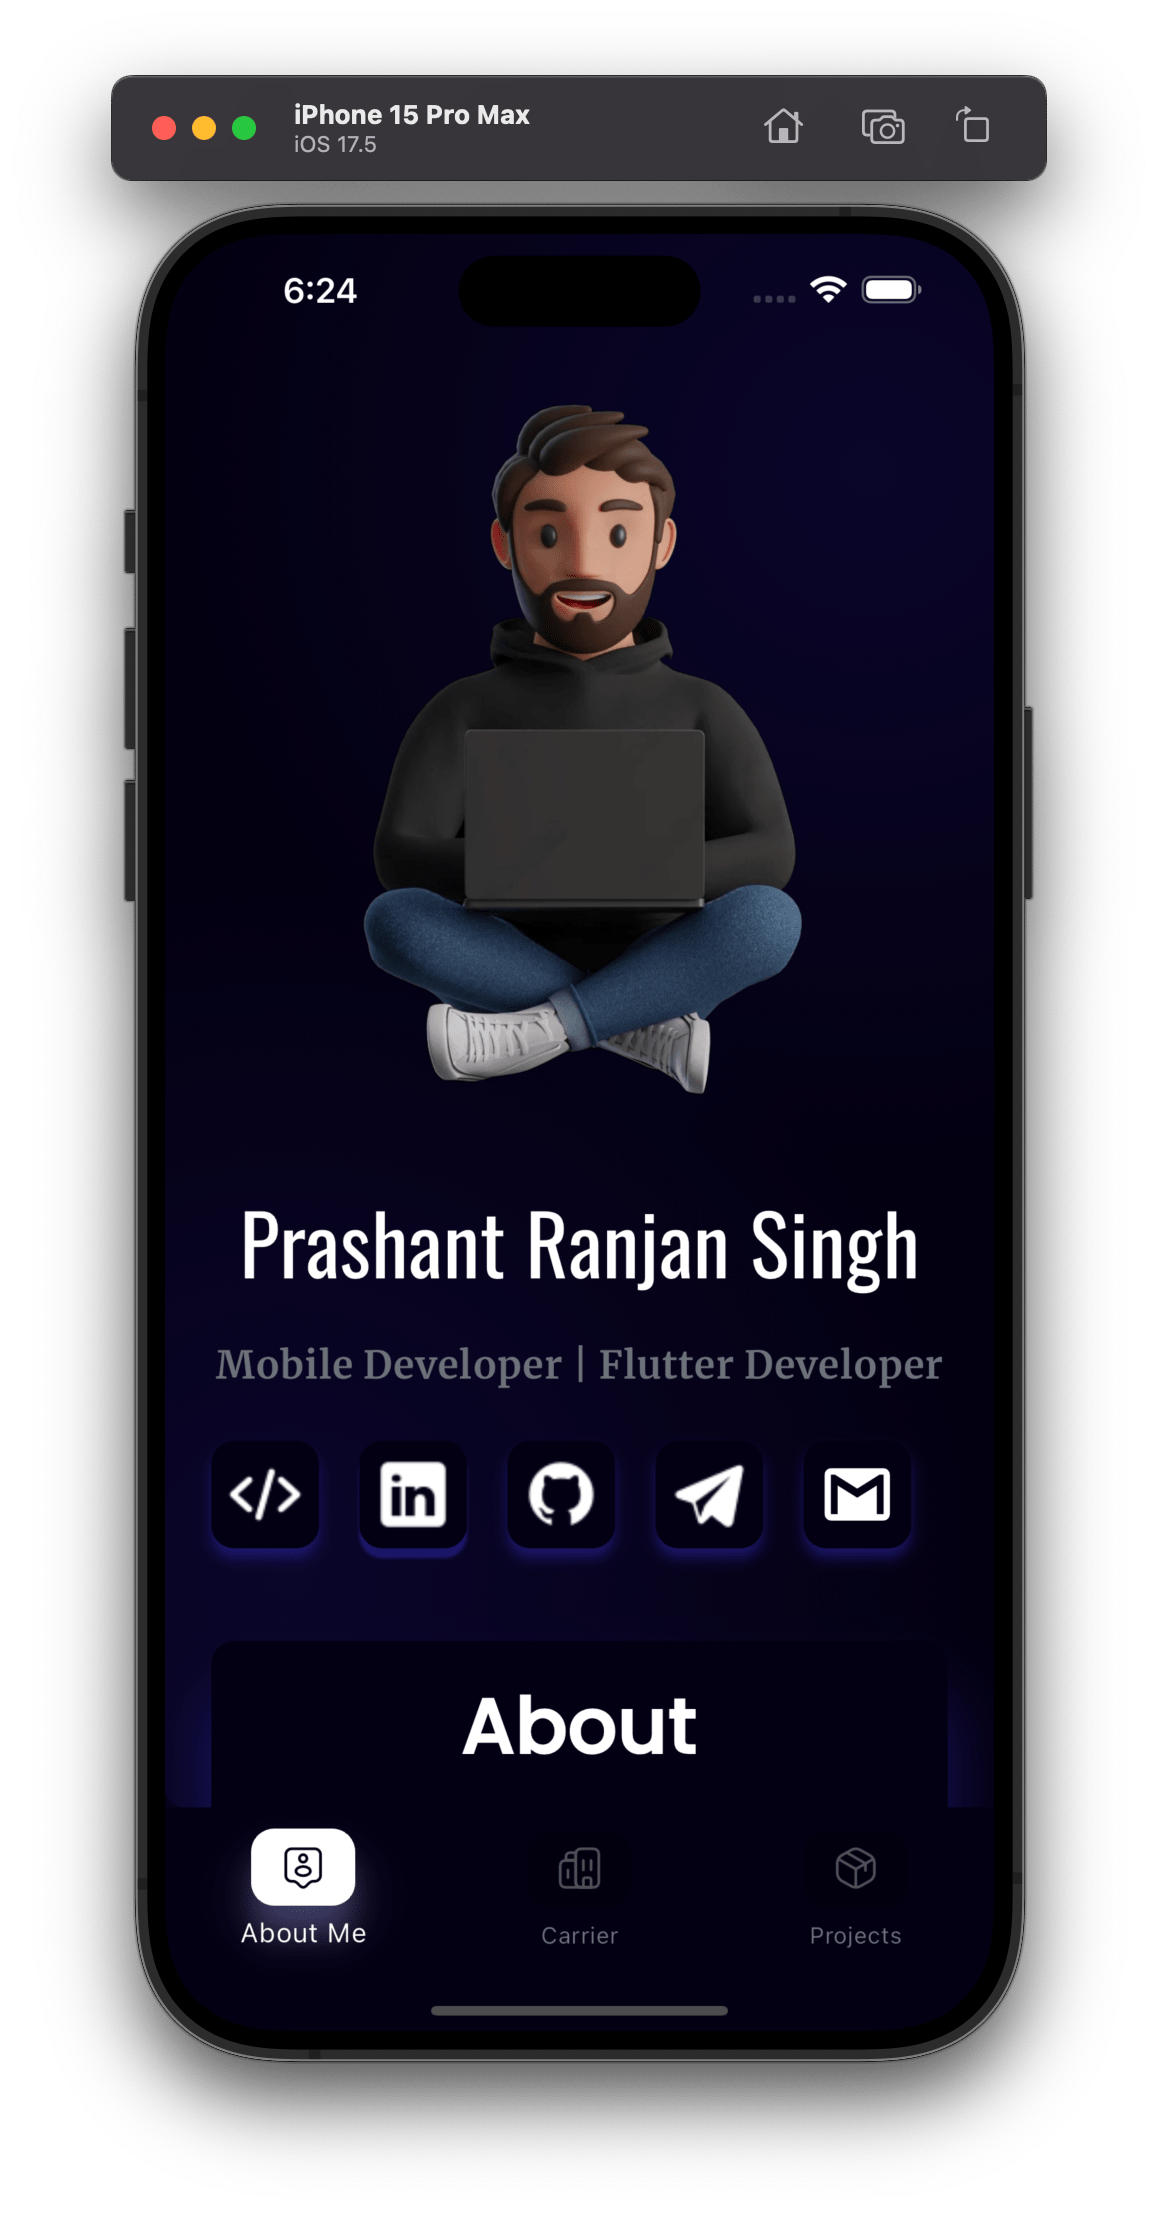 iPhone 15 Pro Max
iOS 17.5
6:24
Prashant Ranjan Singh
Mobile Developer | Flutter Developer
</> in
About
About Me Carrier Projects